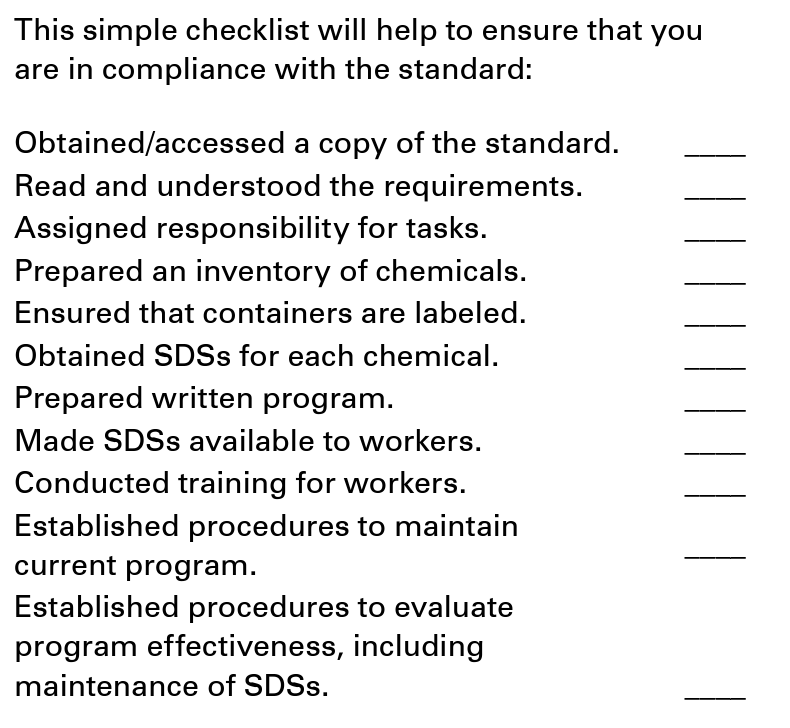 This simple checklist will help to ensure that you
are in compliance with the standard:
Obtained/accessed a copy of the standard. ____
Read and understood the requirements. ____
Assigned responsibility for tasks. ____
Prepared an inventory of chemicals. ____
Ensured that containers are labeled. ____
Obtained SDSs for each chemical. ____
Prepared written program. ____
Made SDSs available to workers. ____
Conducted training for workers. ____
Established procedures to maintain
current program. ____
Established procedures to evaluate
program effectiveness, including
maintenance of SDSs. ____